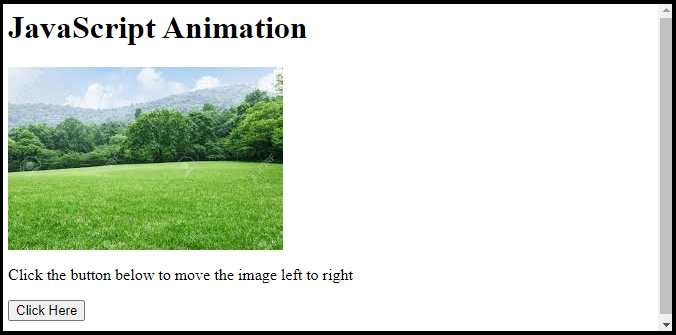 JavaScript Animation
Click the button below to move the image left to right
Click Here